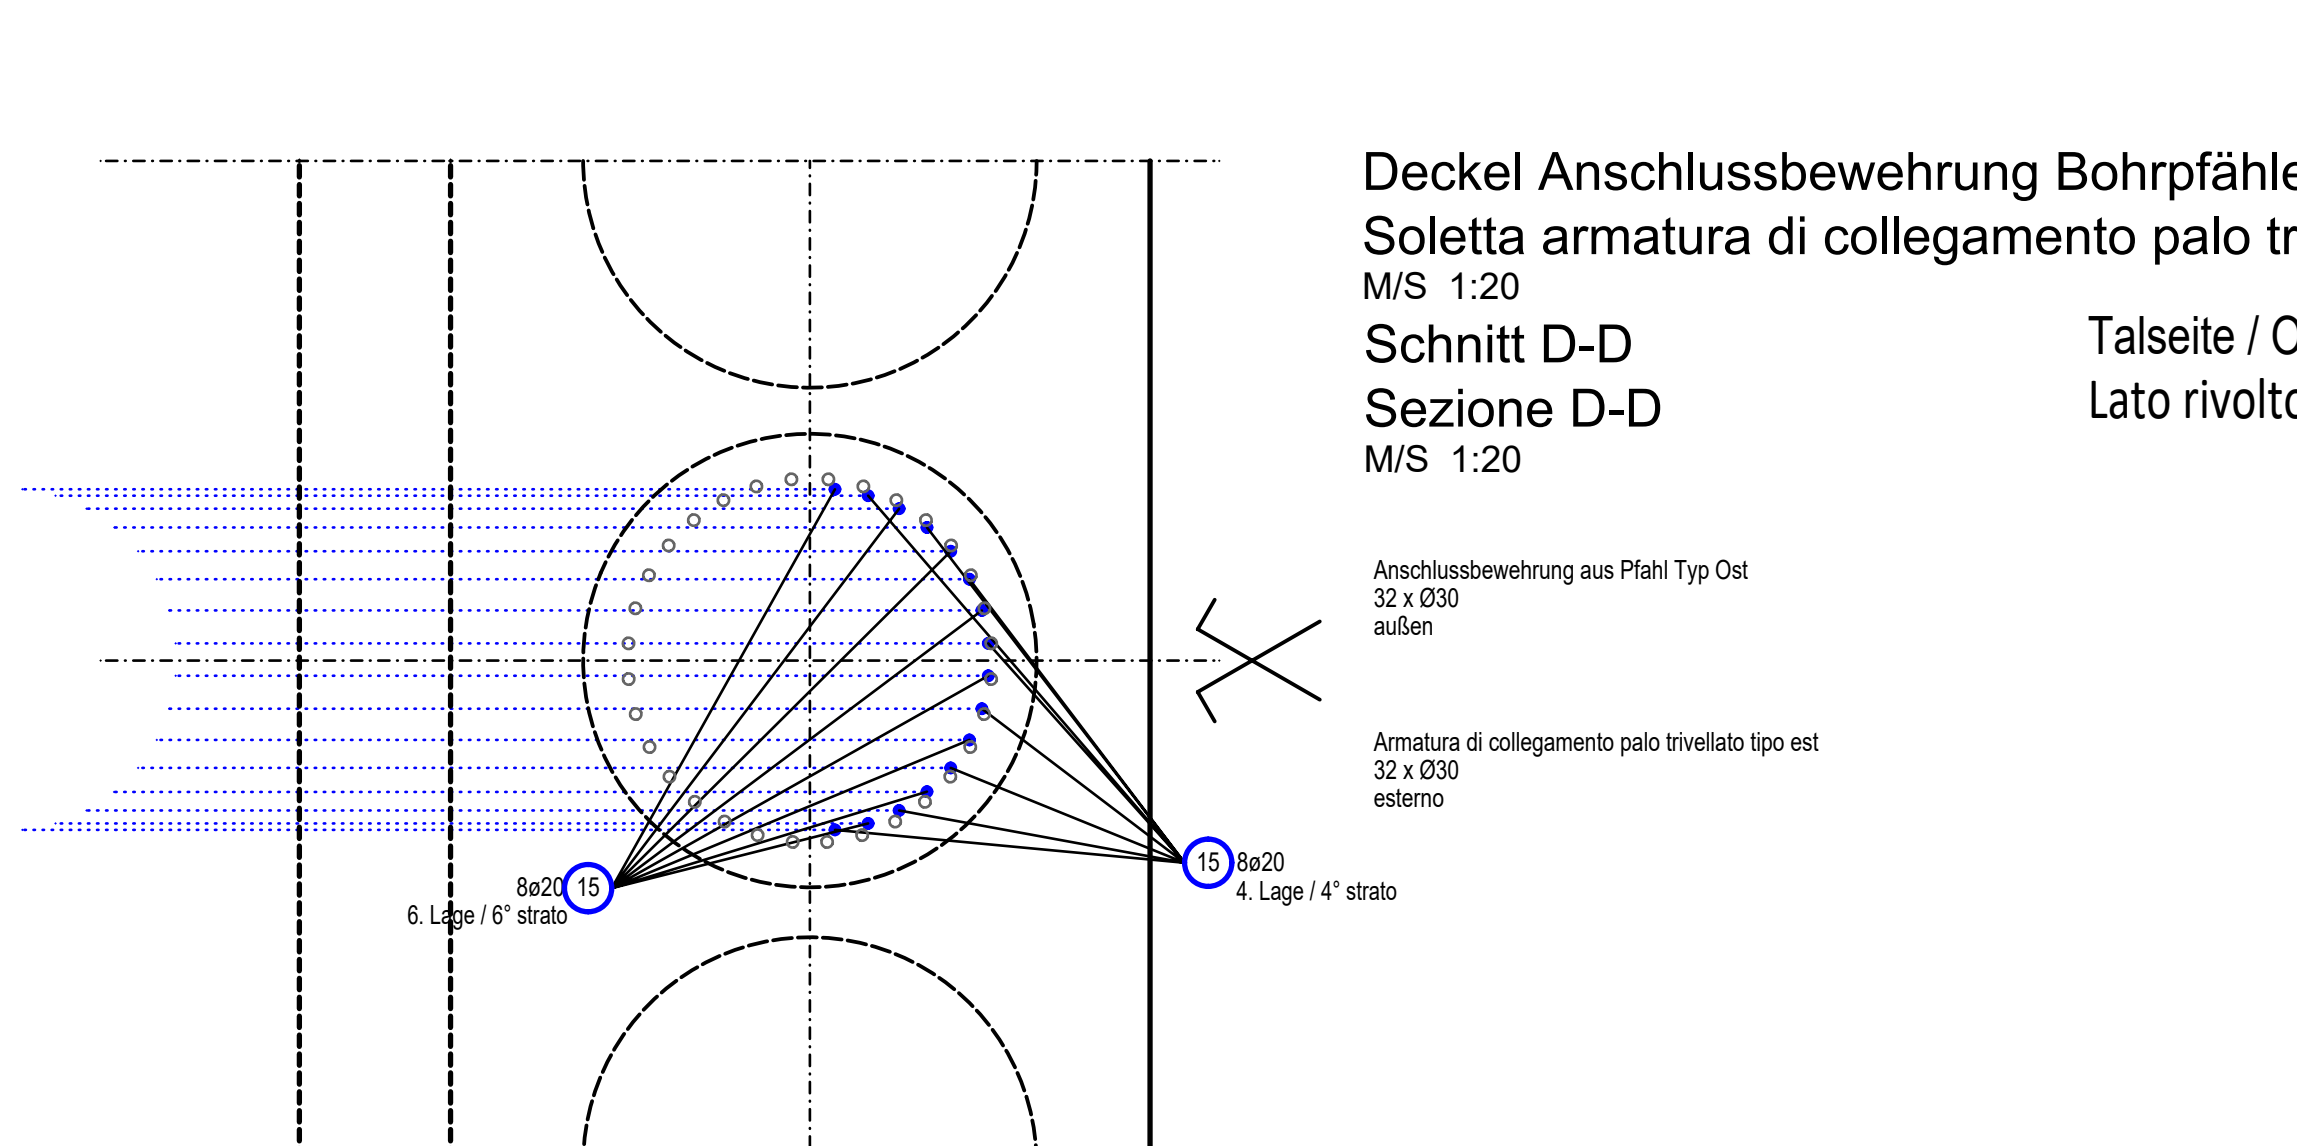 Deckel Anschlussbewehrung Bohrpfähle
Soletta armatura di collegamento palo
M/S 1:20
Schnitt D-D
Sezione D-D
M/S 1:20
Talseite /
Lato rivolto
Anschlussbewehrung aus Pfahl Typ Ost
32 x Ø30
außen
Armatura di collegamento palo trivellato tipo est
32 x Ø30
esterno
8ø20 15
6. Lage / 6° strato
15 8ø20
4. Lage / 4° strato